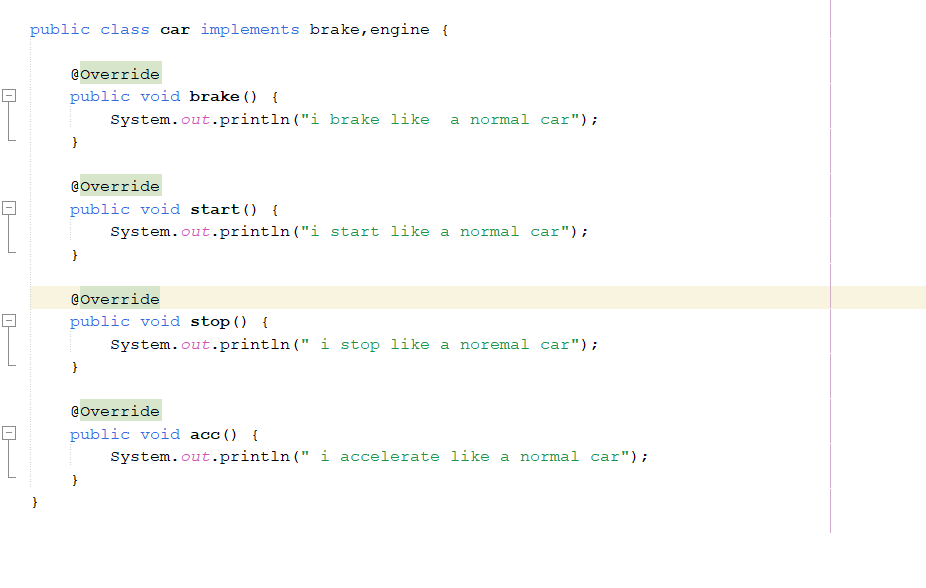 public class car implements brake,engine {
@Override
public void brake() {
System.out.println("i brake like  a normal car");
}
@Override
public void start() {
System.out.println("i start like a normal car");
}
@Override
public void stop() {
System.out.println(" i stop like a noremal car");
}
@Override
public void acc() {
System.out.println(" i accelerate like a normal car");
}
}